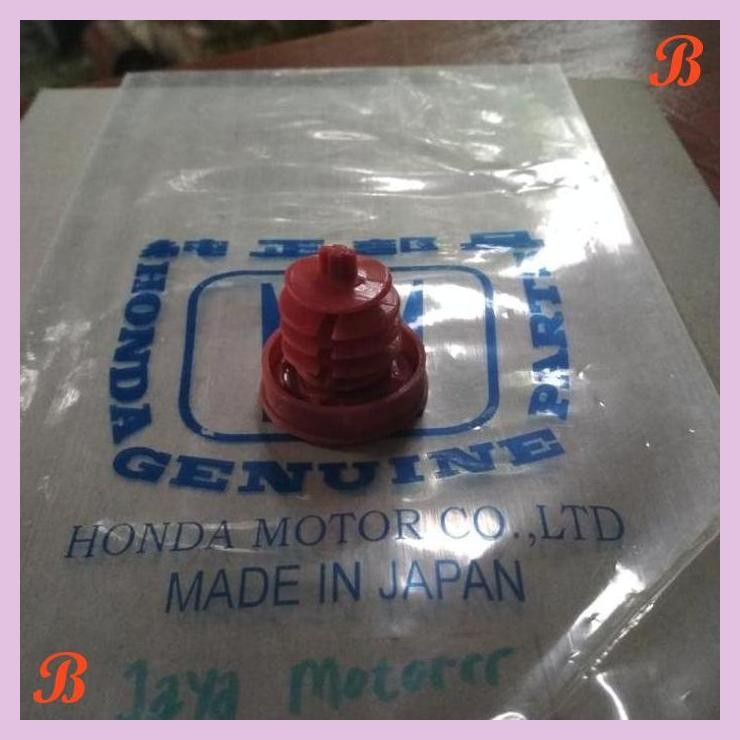 B
HONDA
GENUINE
PARTS
HONDA MOTOR CO.,LTD
MADE IN JAPAN
B
Jaya Motorrr